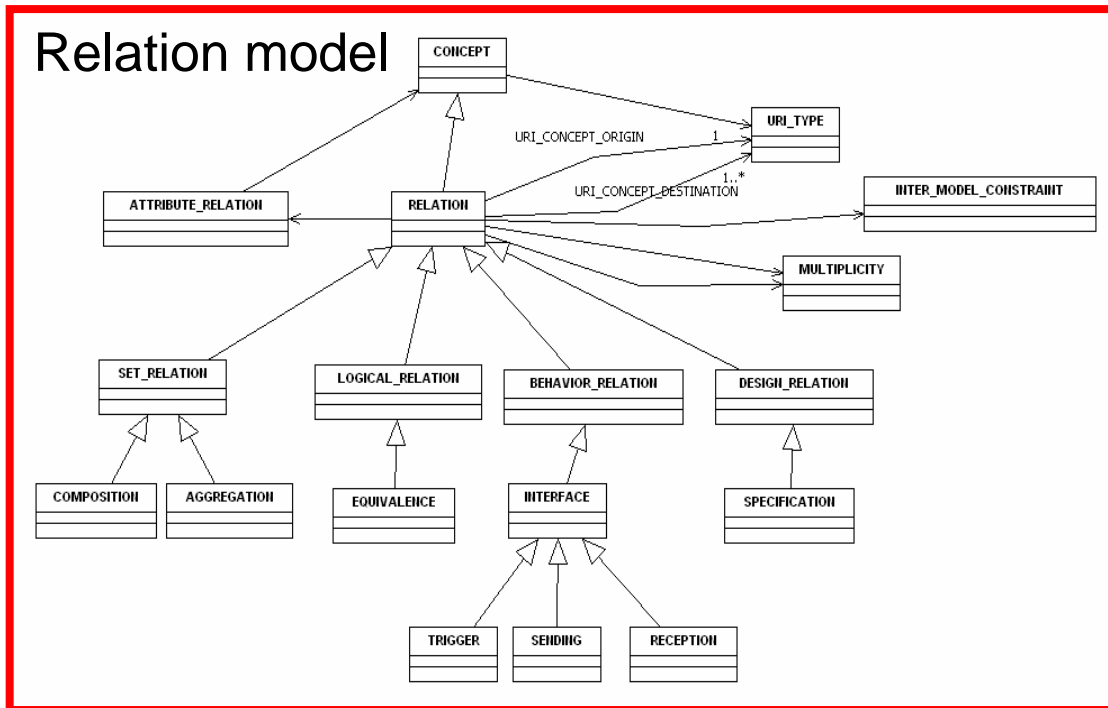 Relation model
CONCEPT
URI_TYPE
URI_CONCEPT_ORIGIN
1
1..*
URI_CONCEPT_DESTINATION
INTER_MODEL_CONSTRAINT
ATTRIBUTE_RELATION
RELATION
MULTIPLICITY
SET_RELATION
LOGICAL_RELATION
BEHAVIOR_RELATION
DESIGN_RELATION
COMPOSITION
AGGREGATION
EQUIVALENCE
INTERFACE
SPECIFICATION
TRIGGER
SENDING
RECEPTION